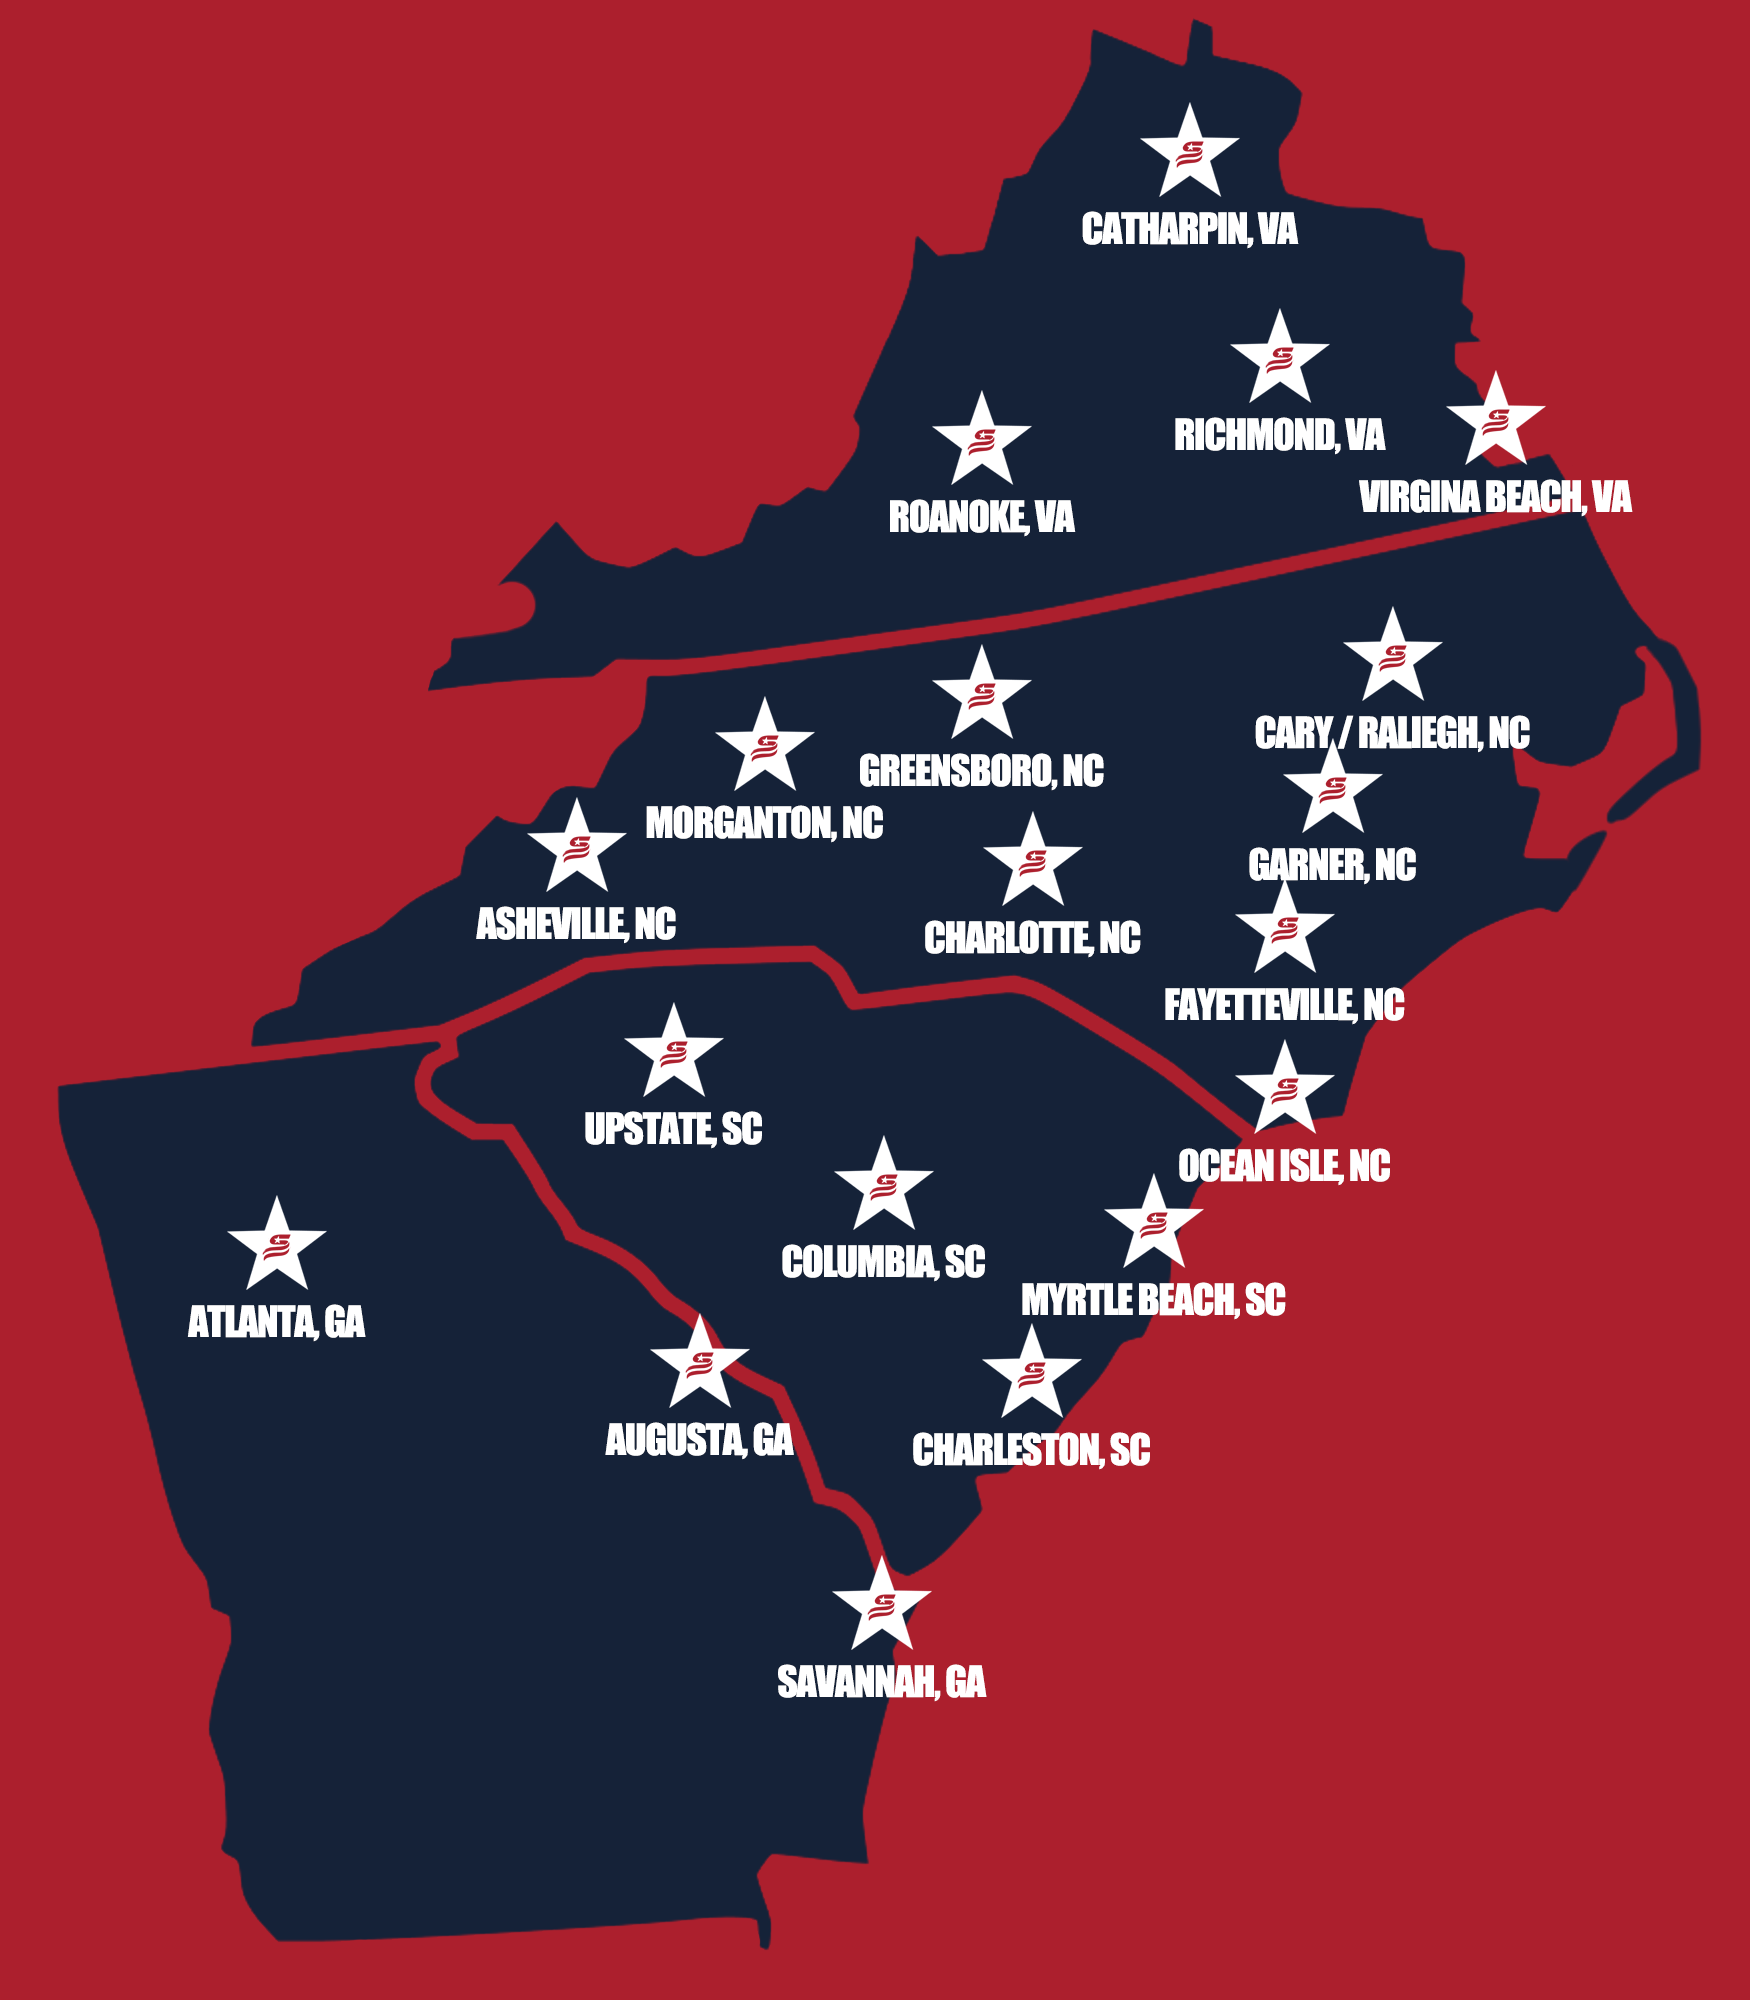 CATHARPIN, VA
RICHMOND, VA
VIRGINA BEACH, VA
ROANOKE, VA
CARY / RALIEGH, NC
GREENSBORO, NC
MORGANTON, NC
GARNER, NC
ASHEVILLE, NC
CHARLOTTE, NC
FAYETTEVILLE, NC
UPSTATE, SC
OCEAN ISLE, NC
COLUMBIA, SC
MYRTLE BEACH, SC
ATLANTA, GA
AUGUSTA, GA
CHARLESTON, SC
SAVANNAH, GA